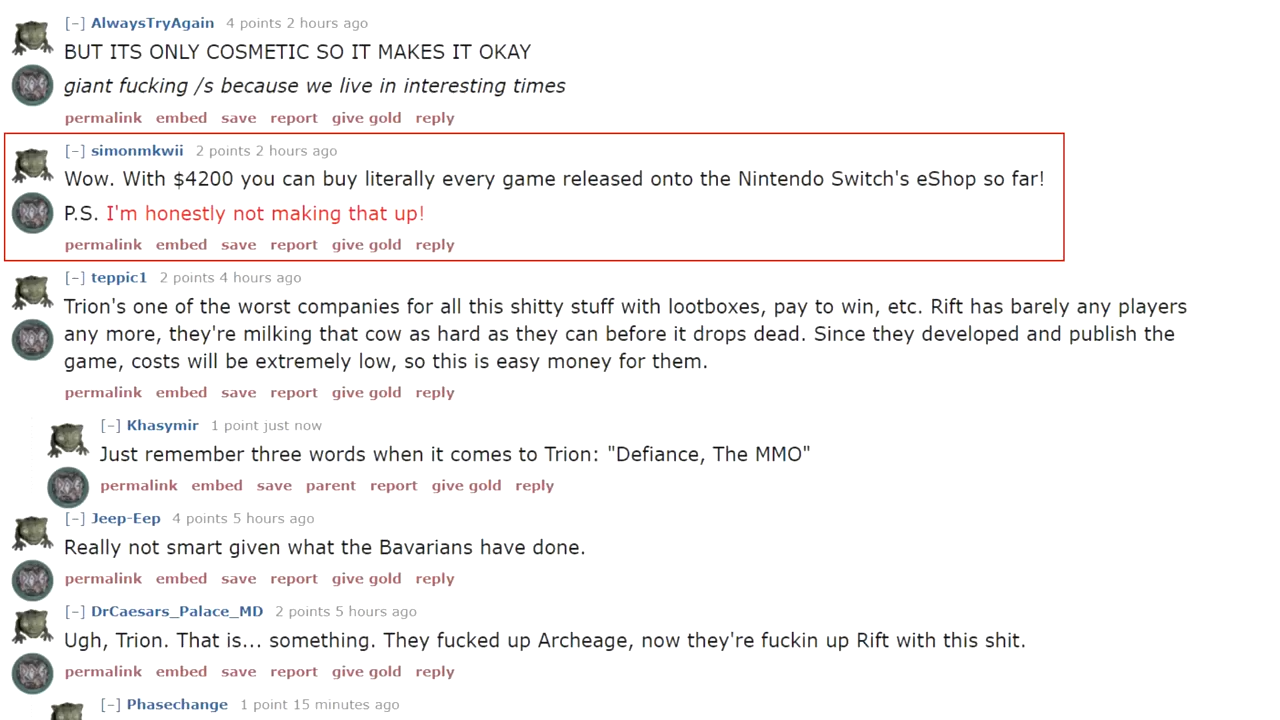 [–] AlwaysTryAgain 4 points 2 hours ago
BUT ITS ONLY COSMETIC SO IT MAKES IT OKAY
giant fucking /s because we live in interesting times
permalink embed save report give gold reply
[–] simonmkwii 2 points 2 hours ago
Wow. With $4200 you can buy literally every game released onto the Nintendo Switch's eShop so far!
P.S. I'm honestly not making that up!
permalink embed save report give gold reply
[–] teppic1 2 points 4 hours ago
Trion's one of the worst companies for all this shitty stuff with lootboxes, pay to win, etc. Rift has barely any players
any more, they're milking that cow as hard as they can before it drops dead. Since they developed and publish the
game, costs will be extremely low, so this is easy money for them.
permalink embed save report give gold reply
[–] Khasymir 1 point just now
Just remember three words when it comes to Trion: "Defiance, The MMO"
permalink embed save parent report give gold reply
[–] Jeep-Eep 4 points 5 hours ago
Really not smart given what the Bavarians have done.
permalink embed save report give gold reply
[–] DrCaesars_Palace_MD 2 points 5 hours ago
Ugh, Trion. That is... something. They fucked up Archeage, now they're fuckin up Rift with this shit.
permalink embed save report give gold reply
[–] Phasechange 1 point 15 minutes ago